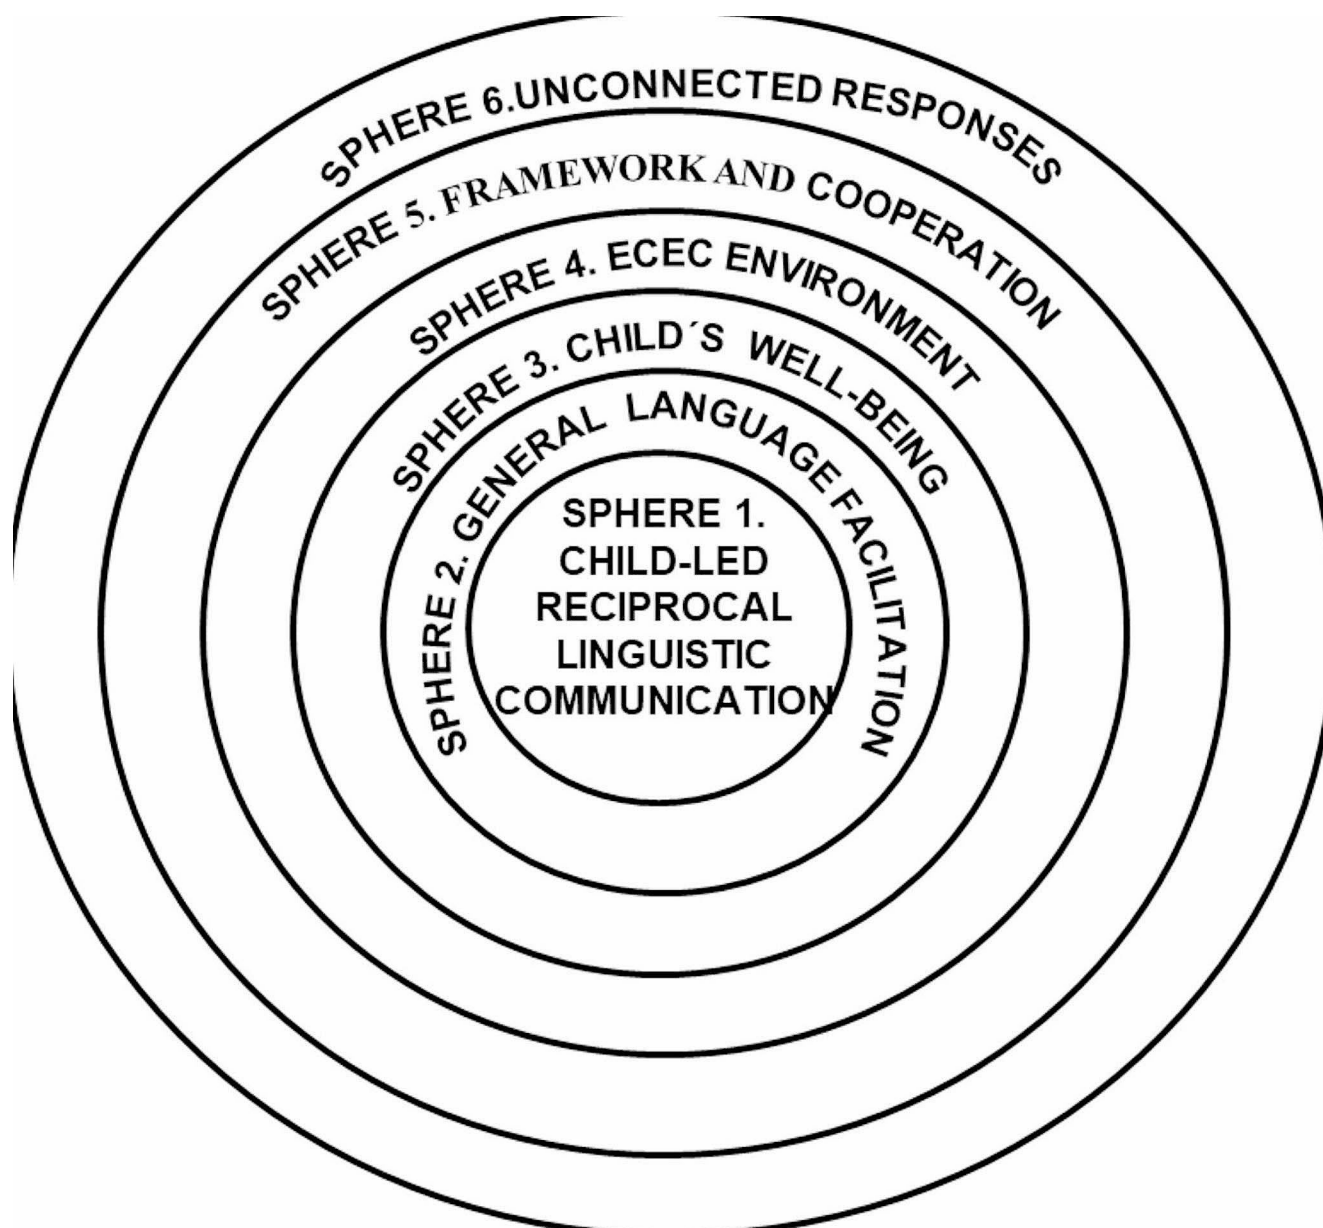 SPHERE 6.UNCONNECTED RESPONSES
SPHERE 5. FRAMEWORK AND COOPERATION
SPHERE 4. ECEC ENVIRONMENT
SPHERE 3. CHILD´S WELL-BEING
SPHERE 2. GENERAL LANGUAGE FACILITATION
SPHERE 1.
CHILD-LED
RECIPROCAL
LINGUISTIC
COMMUNICATION